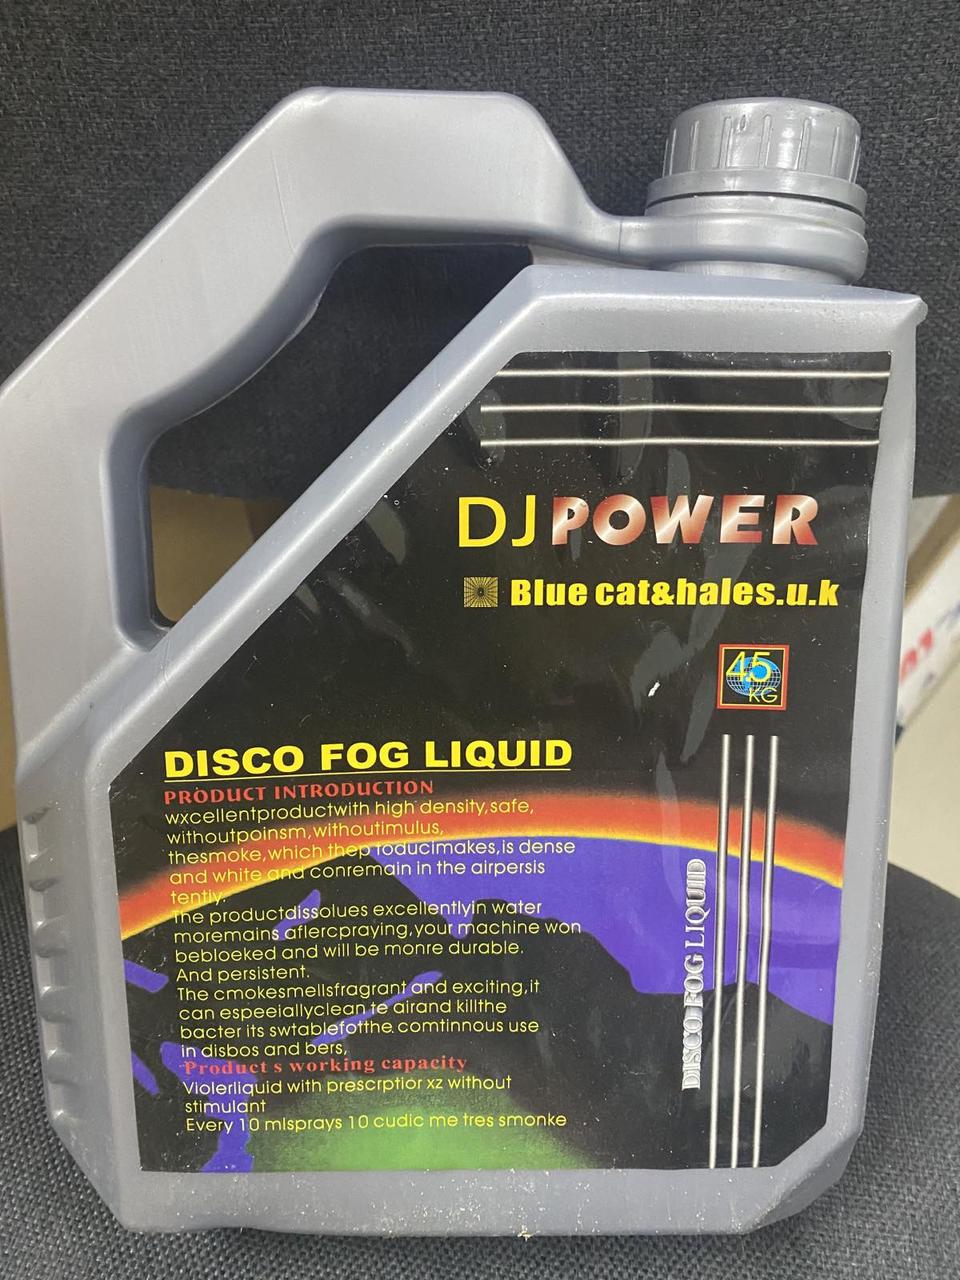 DJ POWER
Blue cat&hales.u.k
4.5
KG
DISCO FOG LIQUID
PRODUCT INTRODUCTION
wxcellentproductwith high density,safe,
withoutpoinsm,withoutimulus,
thesmoke,which thep roduclmakes,is dense
and white and conremain in the airpersis
tently.
The productdissolues excellentlyin water
moremains aflercpraying,your machine won
bebloeked and will be monre durable.
And persistent.
The cmokesmellsfragrant and exciting,it
can espeeiallyclean te airand killthe
bacter its swtablefotthe comtinnous use
in disbos and bers,
Product s working capacity
Violerliquid with prescrptior xz without
stimulant
Every 10 mlsprays 10 cudic me tres smonke
DISCO FOG LIQUID